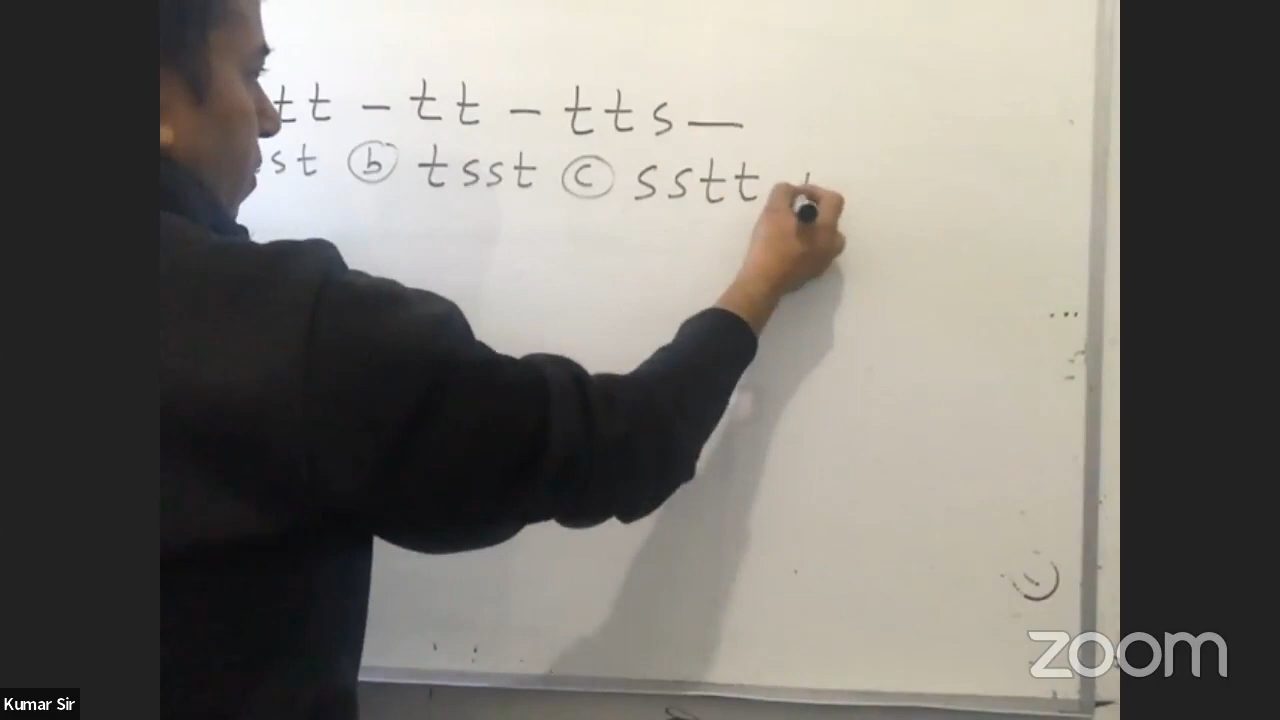 tt – tt – tts —
st ⓑ tsst ⓒ sstt
zoom
Kumar Sir